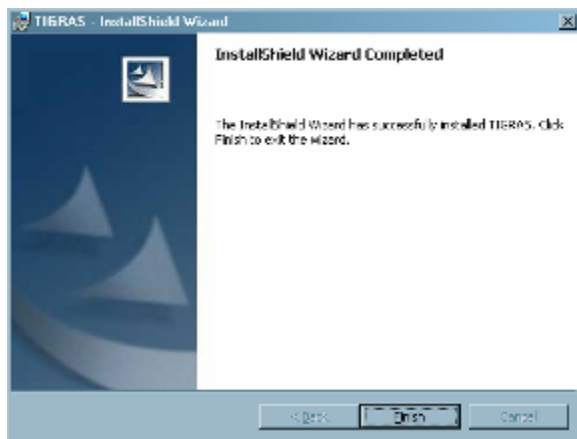 TIGRAS - InstallShield Wizard
InstallShield Wizard Completed
The InstallShield Wizard has successfully installed TIGRAS. Click
Finish to exit the wizard.
< Back
Finish
Cancel